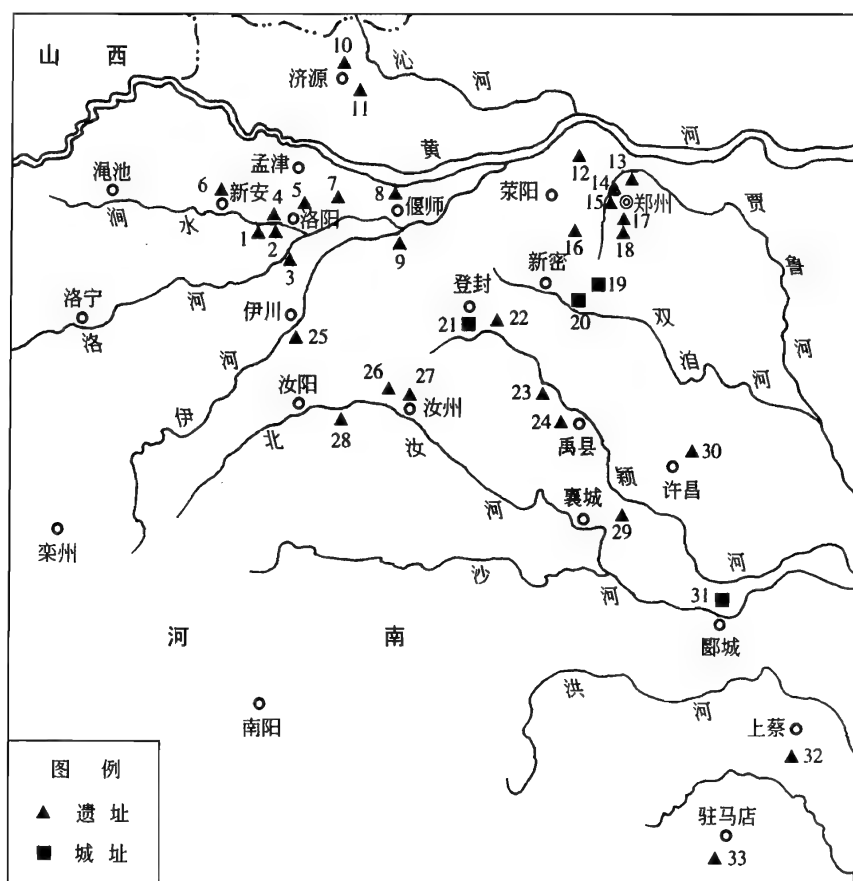 山 西
10
济源
沁
河
11
黄
河
孟津
渑池
6
新安
4
5
7
8
偃师
洛阳
涧
水
1
2
3
9
12
13
荥阳
14
15
郑州
贾
17
16
18
鲁
新密
19
河
洛宁
河
洛
伊川
登封
20
双
21
22
洎
河
25
河
伊
汝阳
26
27
汝州
23
24
禹县
北
28
汝
30
许昌
颍
襄城
河
29
栾州
沙
河
河
31
郾城
河 南
洪
河
南阳
上蔡
32
驻马店
33
图 例
▲ 遗 址
■ 城 址